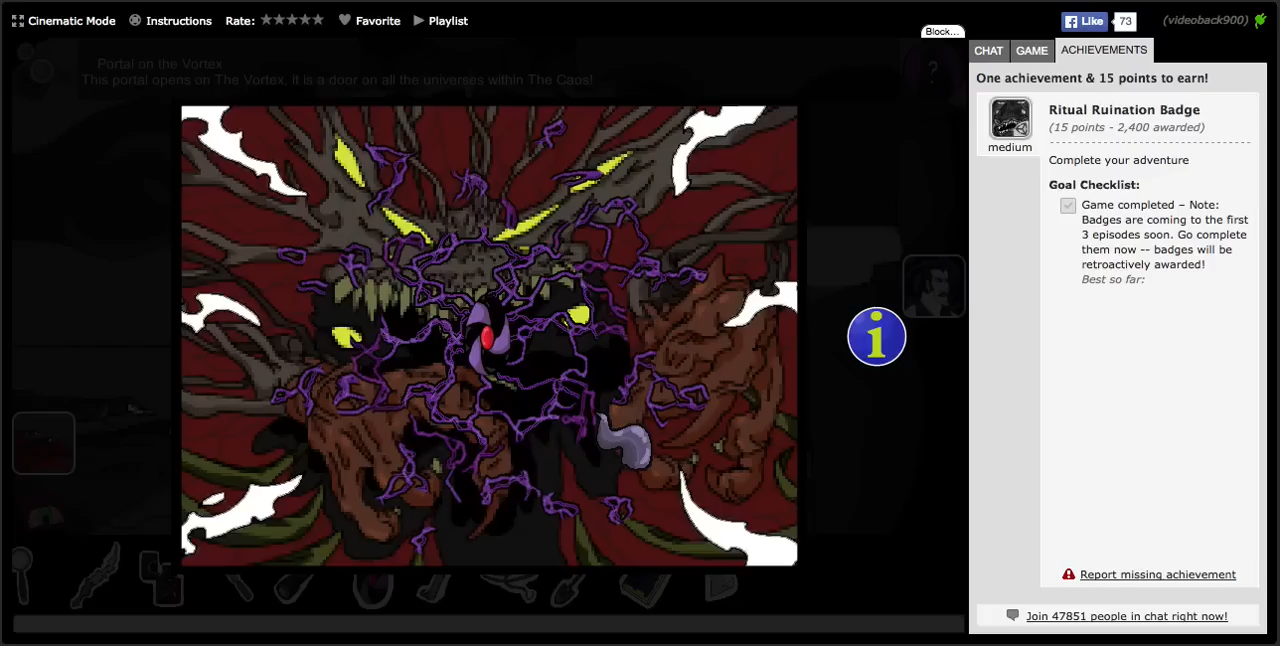 Cinematic Mode
Instructions
Rate:
Favorite
Playlist
Like
73
(videoback900)
Block...
CHAT
GAME
ACHIEVEMENTS
Portal on the Vortex
This portal opens on The Vortex. It is a door on all the universes within The Caos!
?
i
One achievement & 15 points to earn!
medium
Ritual Ruination Badge
(15 points - 2,400 awarded)
Complete your adventure
Goal Checklist:
Game completed – Note:
Badges are coming to the first
3 episodes soon. Go complete
them now -- badges will be
retroactively awarded!
Best so far:
Report missing achievement
Join 47851 people in chat right now!